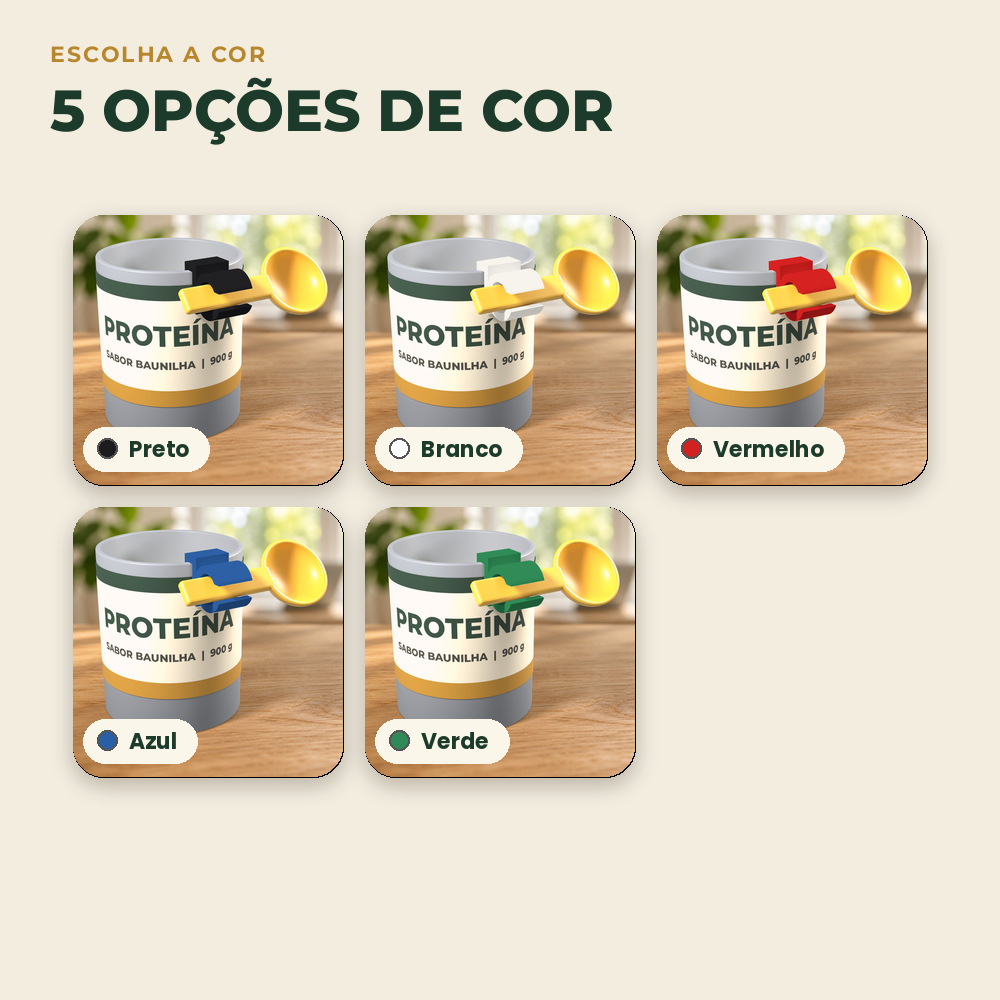 ESCOLHA A COR
5 OPÇÕES DE COR
PROTEÍNA
SABOR BAUNILHA | 900 g
Preto
PROTEÍNA
SABOR BAUNILHA | 900 g
Branco
PROTEÍNA
SABOR BAUNILHA | 900 g
Vermelho
PROTEÍNA
SABOR BAUNILHA | 900 g
Azul
PROTEÍNA
SABOR BAUNILHA | 900 g
Verde